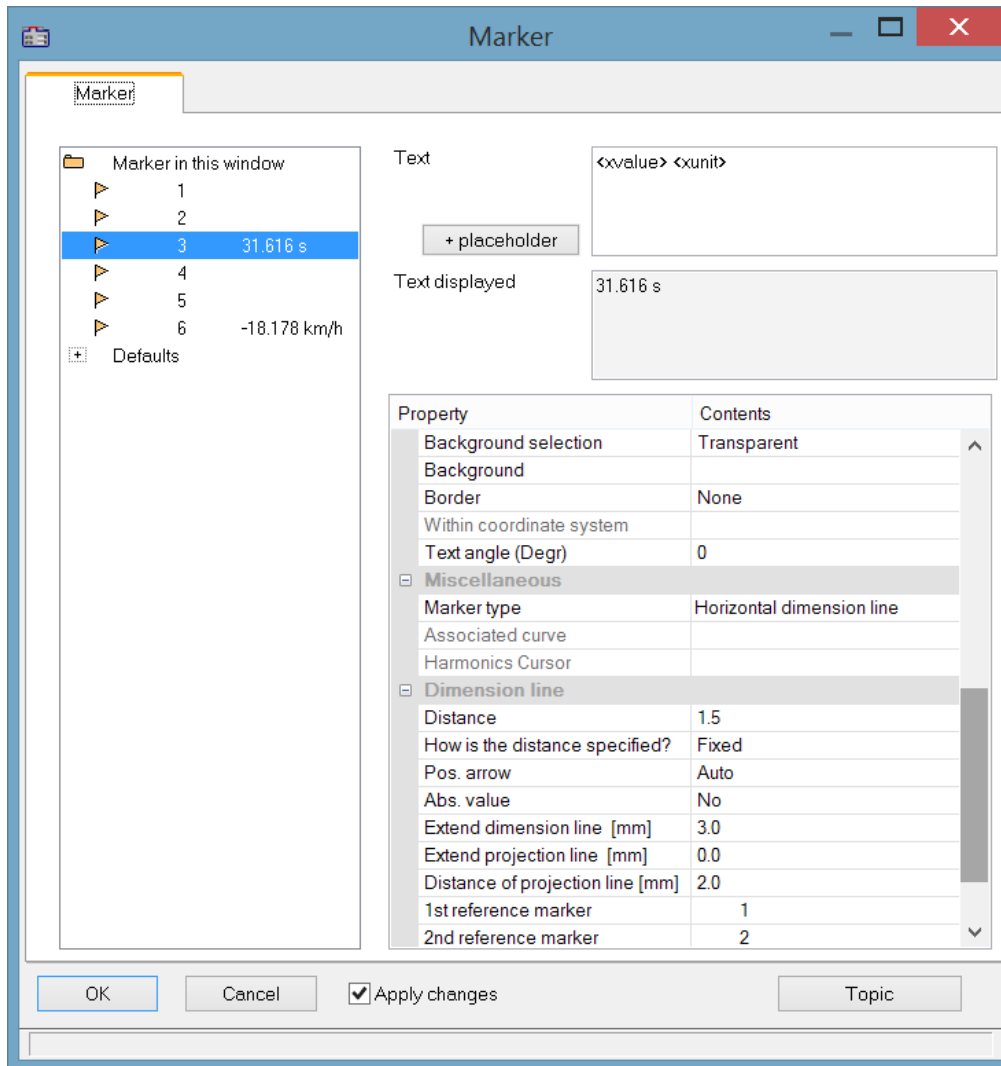 Marker
Marker
Marker in this window
1
2
3 31.616 s
4
5
6 -18.178 km/h
Defaults
Text
<xvalue> <xunit>
+ placeholder
Text displayed
31.616 s
Property Contents
Background selection Transparent
Background
Border None
Within coordinate system
Text angle (Degr) 0
Miscellaneous
Marker type Horizontal dimension line
Associated curve
Harmonics Cursor
Dimension line
Distance 1.5
How is the distance specified? Fixed
Pos. arrow Auto
Abs. value No
Extend dimension line [mm] 3.0
Extend projection line [mm] 0.0
Distance of projection line [mm] 2.0
1st reference marker 1
2nd reference marker 2
OK Cancel Apply changes Topic